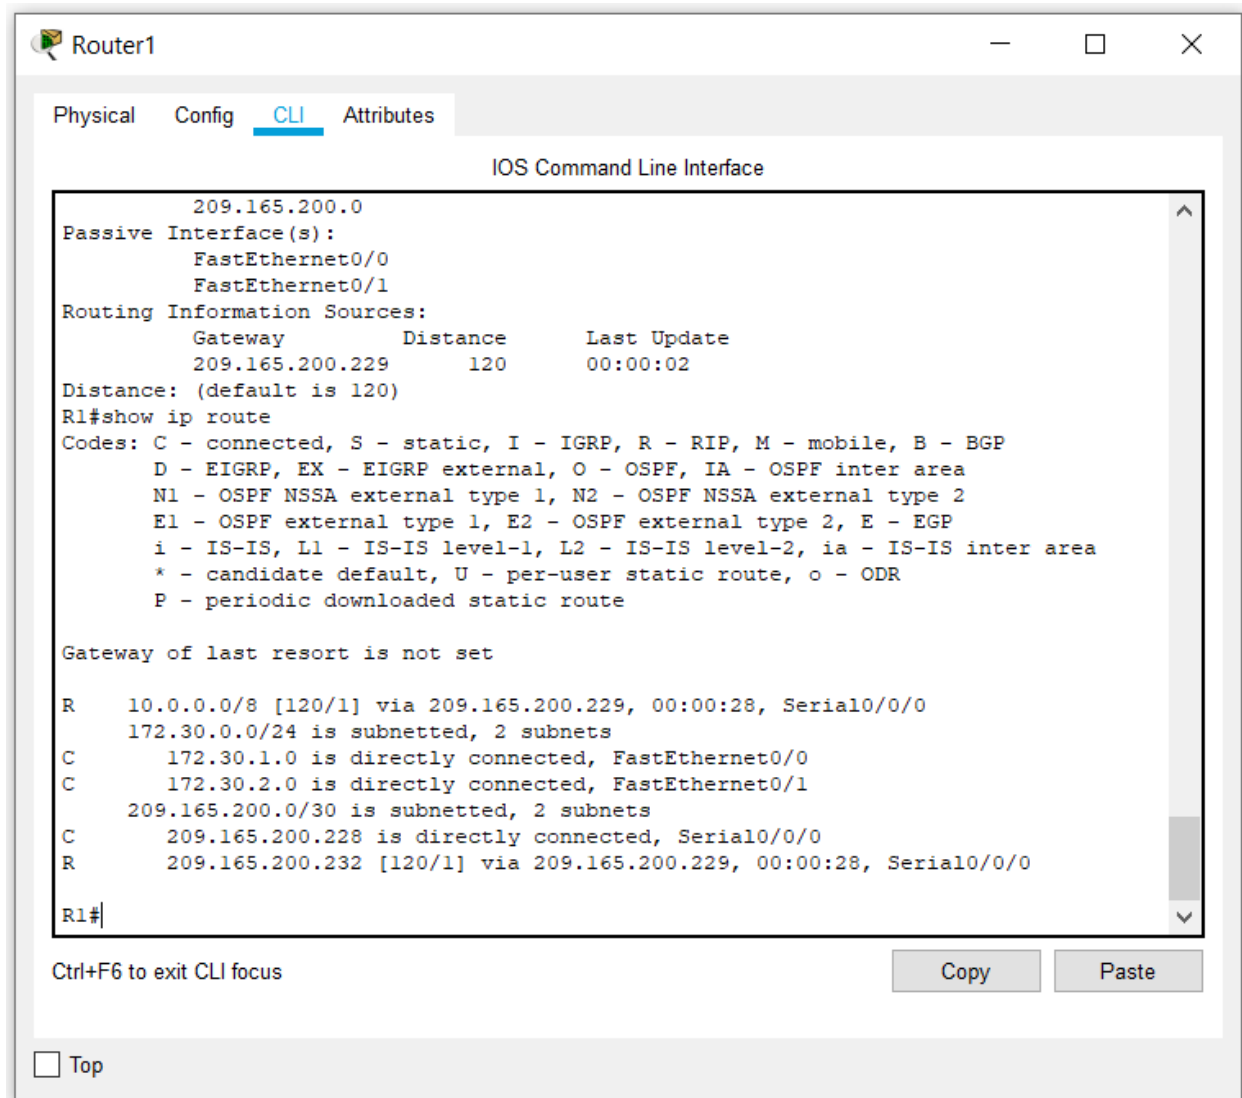 Router1
Physical Config CLI Attributes
IOS Command Line Interface
209.165.200.0
Passive Interface(s):
FastEthernet0/0
FastEthernet0/1
Routing Information Sources:
Gateway Distance Last Update
209.165.200.229 120 00:00:02
Distance: (default is 120)
R1#show ip route
Codes: C - connected, S - static, I - IGRP, R - RIP, M - mobile, B - BGP
D - EIGRP, EX - EIGRP external, O - OSPF, IA - OSPF inter area
N1 - OSPF NSSA external type 1, N2 - OSPF NSSA external type 2
E1 - OSPF external type 1, E2 - OSPF external type 2, E - EGP
i - IS-IS, L1 - IS-IS level-1, L2 - IS-IS level-2, ia - IS-IS inter area
* - candidate default, U - per-user static route, o - ODR
P - periodic downloaded static route
Gateway of last resort is not set
R 10.0.0.0/8 [120/1] via 209.165.200.229, 00:00:28, Serial0/0/0
172.30.0.0/24 is subnetted, 2 subnets
C 172.30.1.0 is directly connected, FastEthernet0/0
C 172.30.2.0 is directly connected, FastEthernet0/1
209.165.200.0/30 is subnetted, 2 subnets
C 209.165.200.228 is directly connected, Serial0/0/0
R 209.165.200.232 [120/1] via 209.165.200.229, 00:00:28, Serial0/0/0
R1#
Ctrl+F6 to exit CLI focus Copy Paste
Top